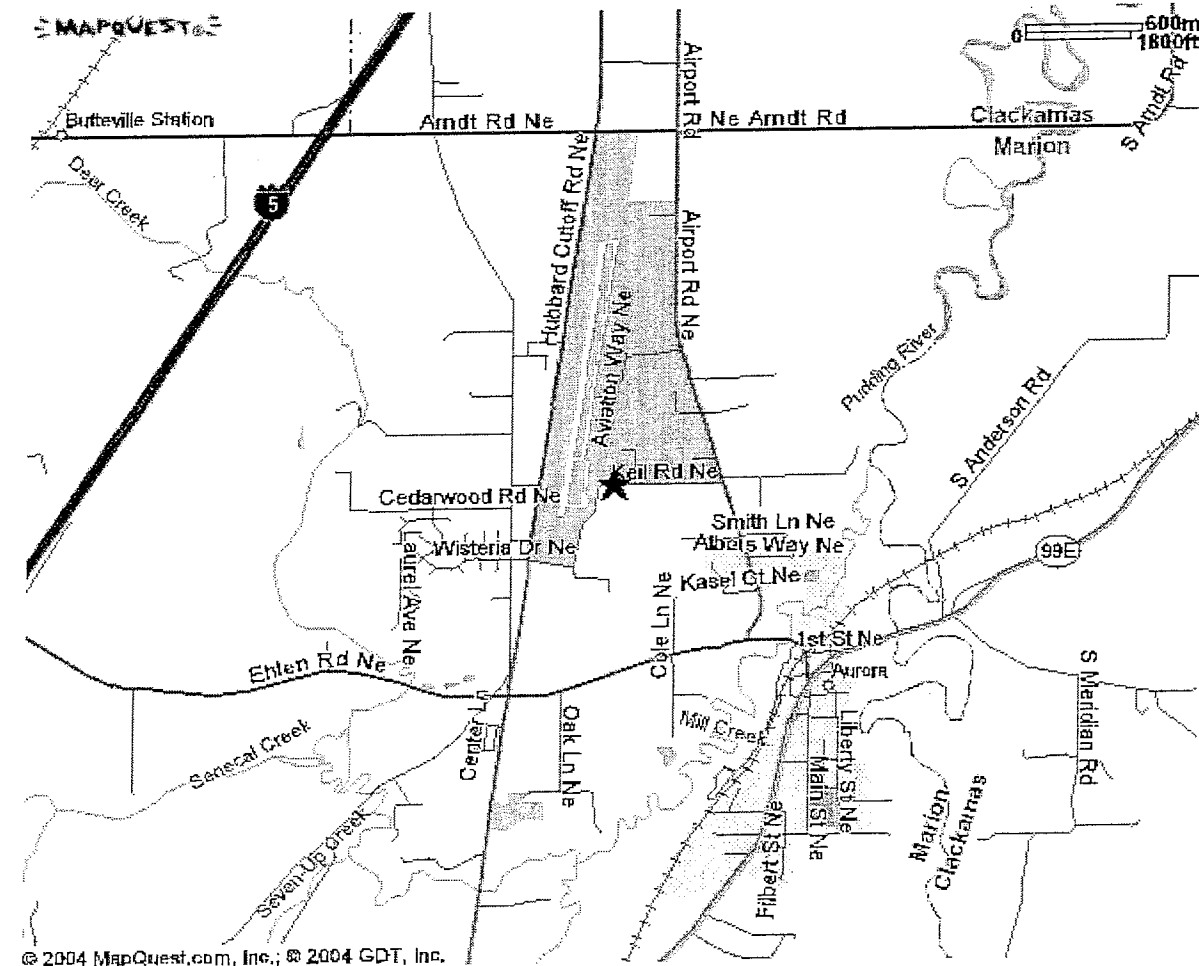 MAPQUEST
0 600m
1800ft
Butteville Station
Arndt Rd Ne
Airport Rd
Ne Arndt Rd
Clackamas
Marion
S Arndt Rd
Deer Creek
5
Hubbard Cutoff Rd Ne
Airport Rd Ne
Aviation Way Ne
Pudding River
S Anderson Rd
Keil Rd Ne
Cedarwood Rd Ne
Smith Ln Ne
Albers Way Ne
Wisteria Dr Ne
99E
Kasel Ct Ne
Laurel Ave Ne
Cole Ln Ne
1st St Ne
Ehlen Rd Ne
Aurora
S Meridian Rd
Center Ln
Oak Ln Ne
Mill Creek
Liberty St Ne
Senecal Creek
Main St Ne
Filbert St Ne
Marion
Clackamas
Seven-Up Creek
© 2004 MapQuest.com, Inc.; © 2004 GDT, Inc.